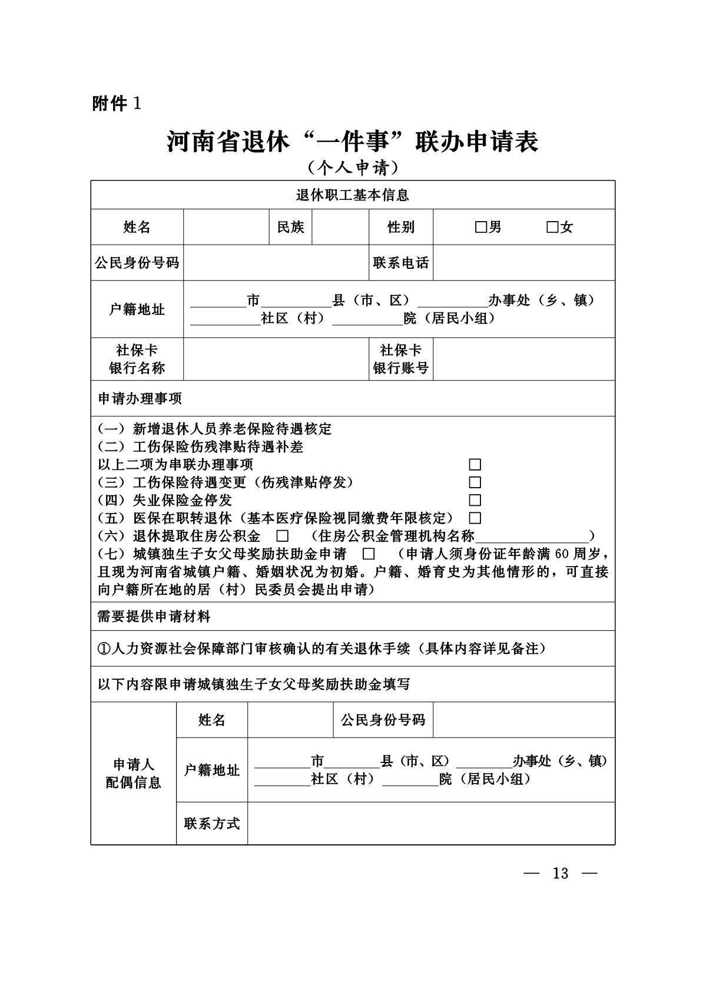 附件1
河南省退休“一件事”联办申请表
（个人申请）
退休职工基本信息
姓名 民族 性别 □男 □女
公民身份号码 联系电话
户籍地址 ________市__________县（市、区）__________办事处（乡、镇）
__________社区（村）__________院（居民小组）
社保卡 社保卡
银行名称 银行账号
申请办理事项
（一）新增退休人员养老保险待遇核定
（二）工伤保险伤残津贴待遇补差
以上二项为串联办理事项 □
（三）工伤保险待遇变更（伤残津贴停发） □
（四）失业保险金停发 □
（五）医保在职转退休（基本医疗保险视同缴费年限核定） □
（六）退休提取住房公积金 □ （住房公积金管理机构名称________________）
（七）城镇独生子女父母奖励扶助金申请 □ （申请人须身份证年龄满60周岁，
且现为河南省城镇户籍、婚姻状况为初婚。户籍、婚育史为其他情形的，可直接
向户籍所在地的居（村）民委员会提出申请）
需要提供申请材料
①人力资源社会保障部门审核确认的有关退休手续（具体内容详见备注）
以下内容限申请城镇独生子女父母奖励扶助金填写
申请人
配偶信息
姓名 公民身份号码
户籍地址 ________市________县（市、区）________办事处（乡、镇）
________社区（村）________院（居民小组）
联系方式
— 13 —